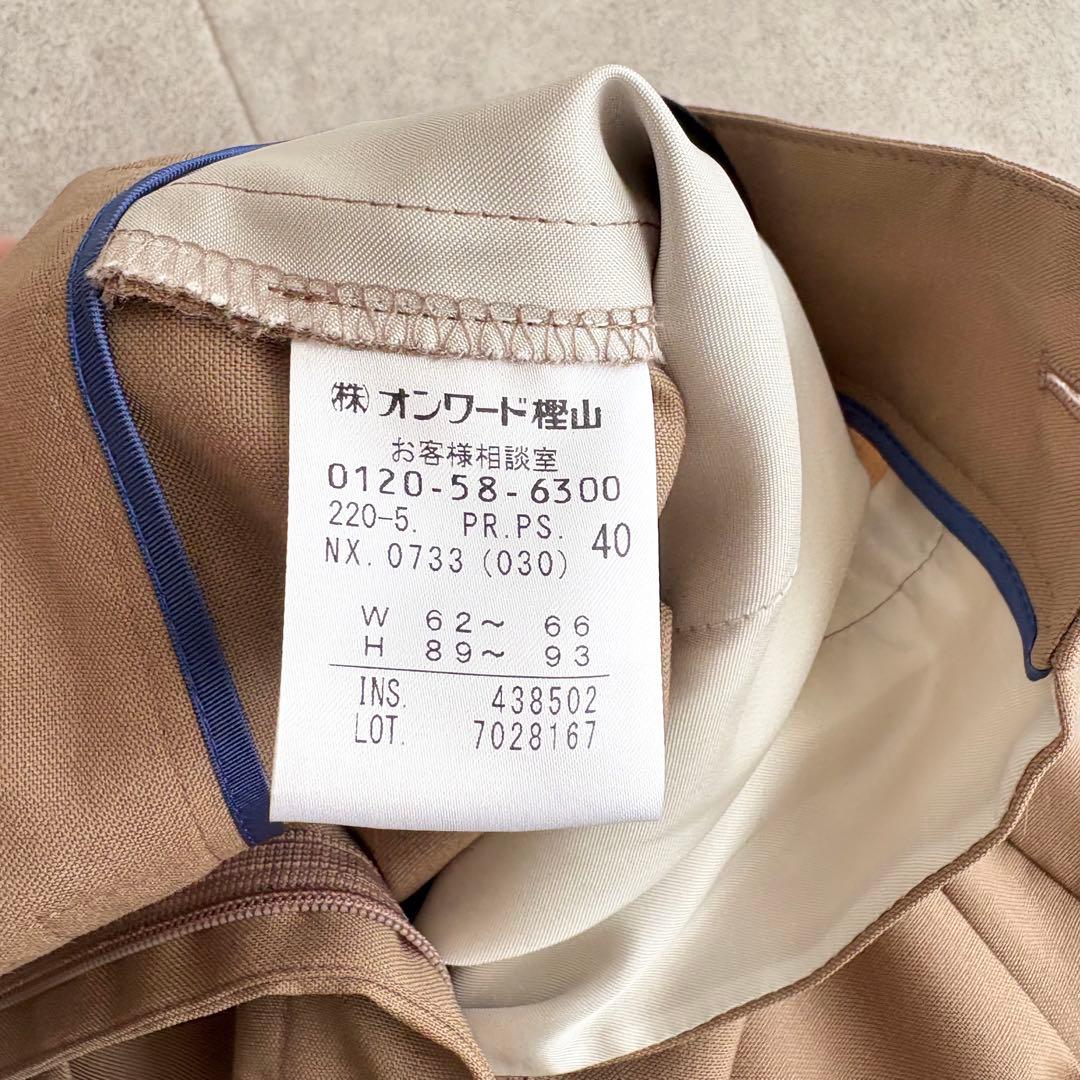 ㈱オンワード樫山
お客様相談室
0120-58-6300
220-5. PR.PS. 40
NX. 0733 (030)
W 62～ 66
H 89～ 93
INS. 438502
LOT. 7028167